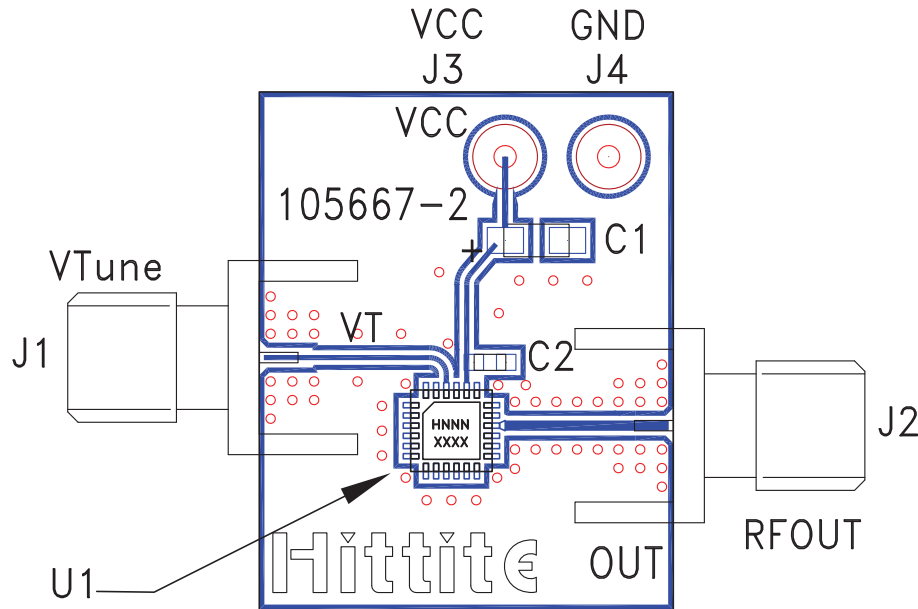 VCC
J3
GND
J4
VCC
105667-2
+
C1
VTune
J1
VT
C2
HNNN
XXXX
J2
RFOUT
OUT
Hittite
U1